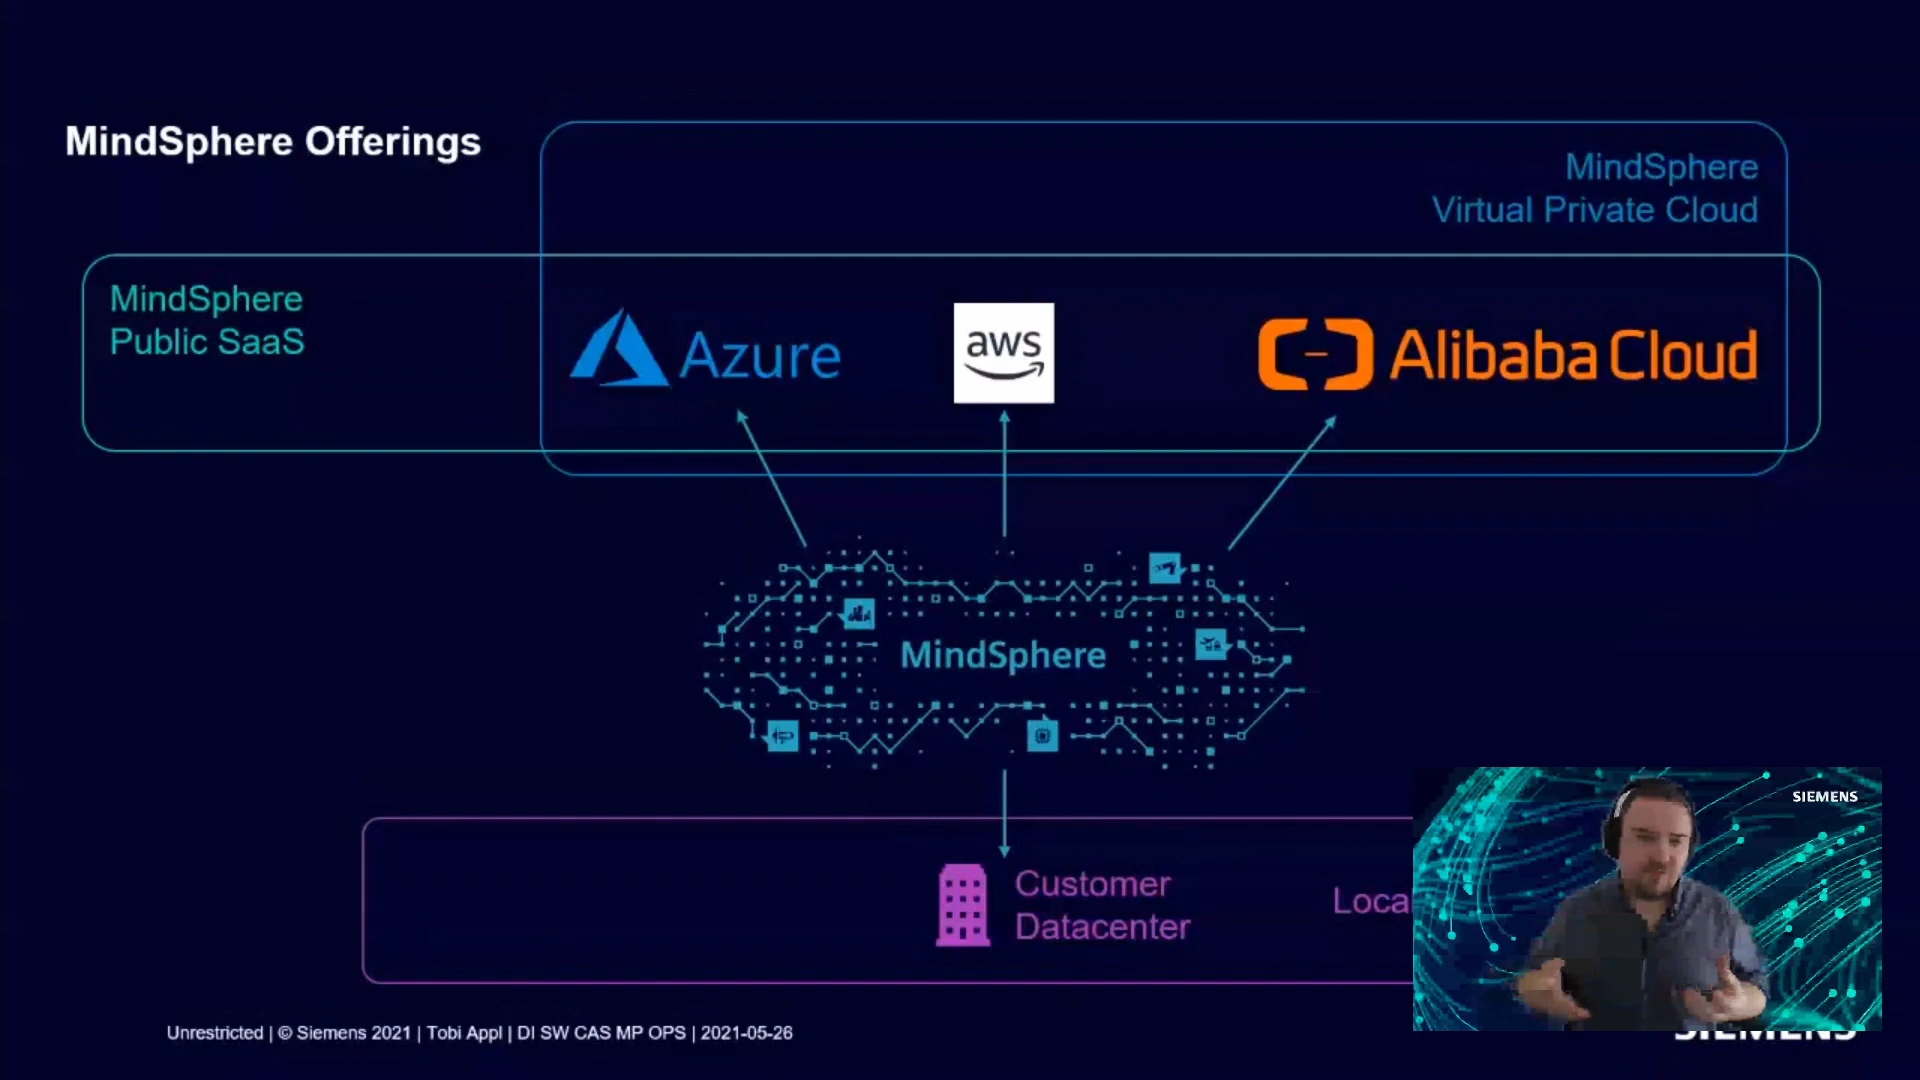 MindSphere Offerings
MindSphere
Virtual Private Cloud
MindSphere
Public SaaS
Azure
aws
Alibaba Cloud
MindSphere
Customer
Datacenter
SIEMENS
Unrestricted | © Siemens 2021 | Tobi Appl | DI SW CAS MP OPS | 2021-05-26
SIEMENS